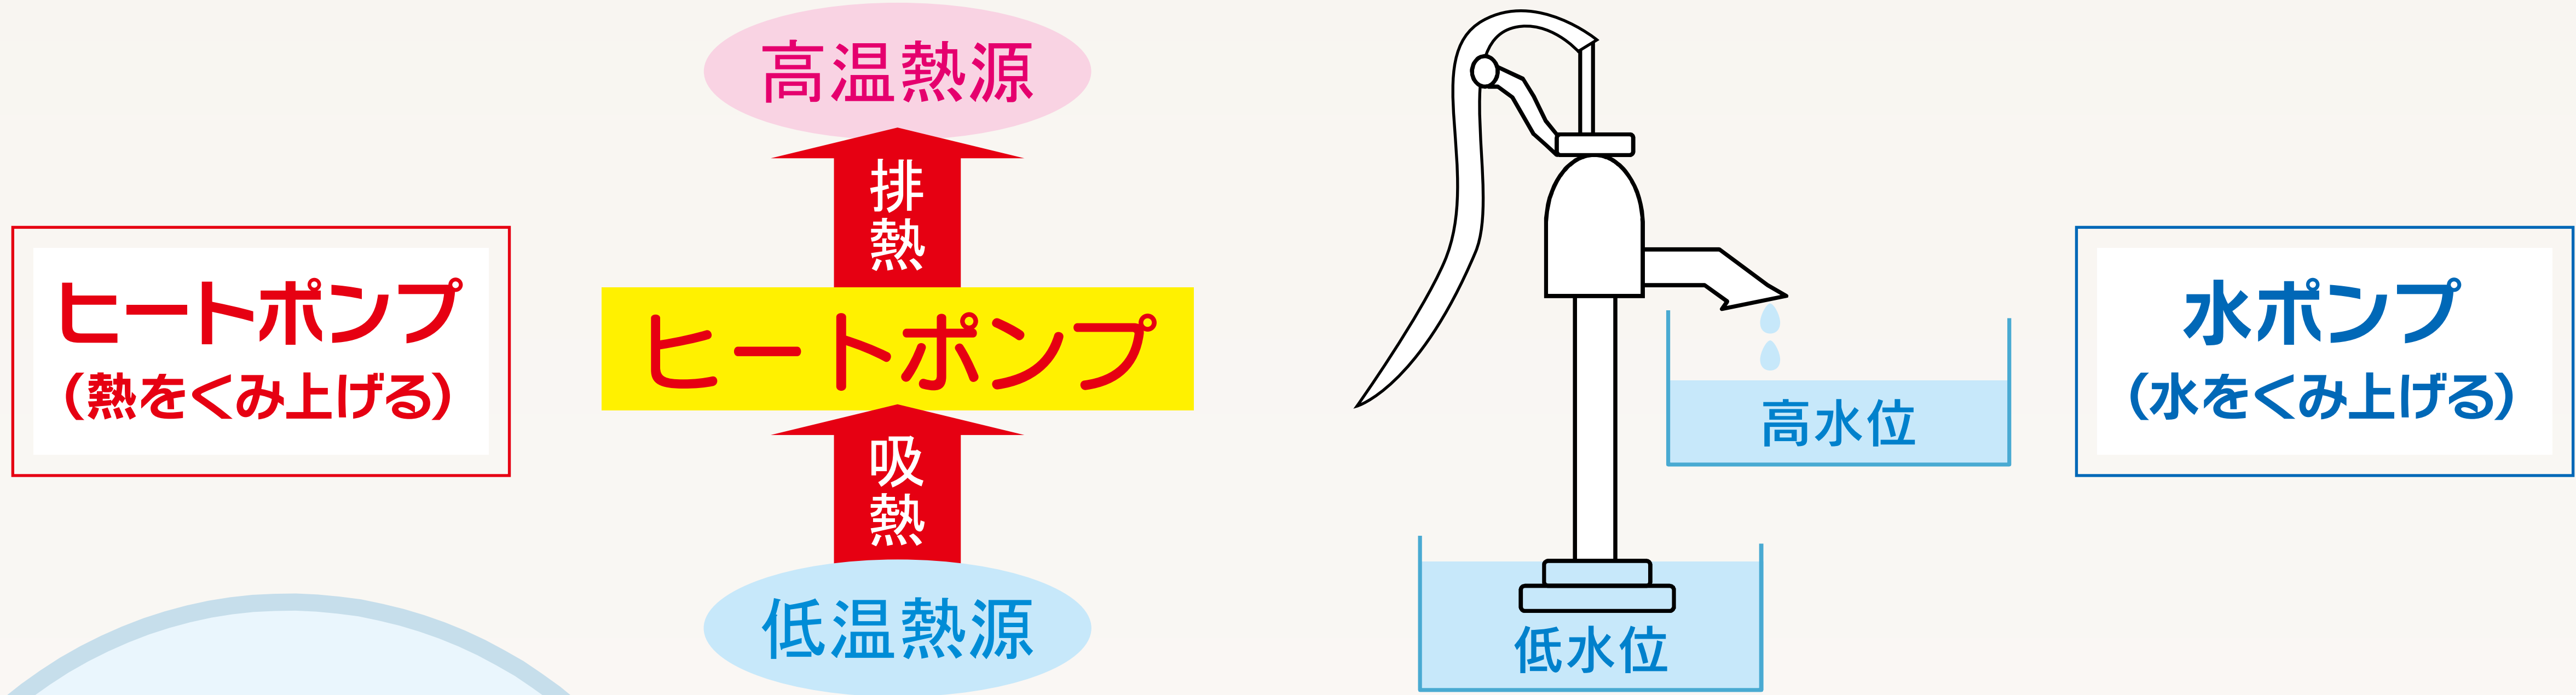 ヒートポンプ
（熱をくみ上げる）
高温熱源
排熱
ヒートポンプ
吸熱
低温熱源
高水位
低水位
水ポンプ
（水をくみ上げる）